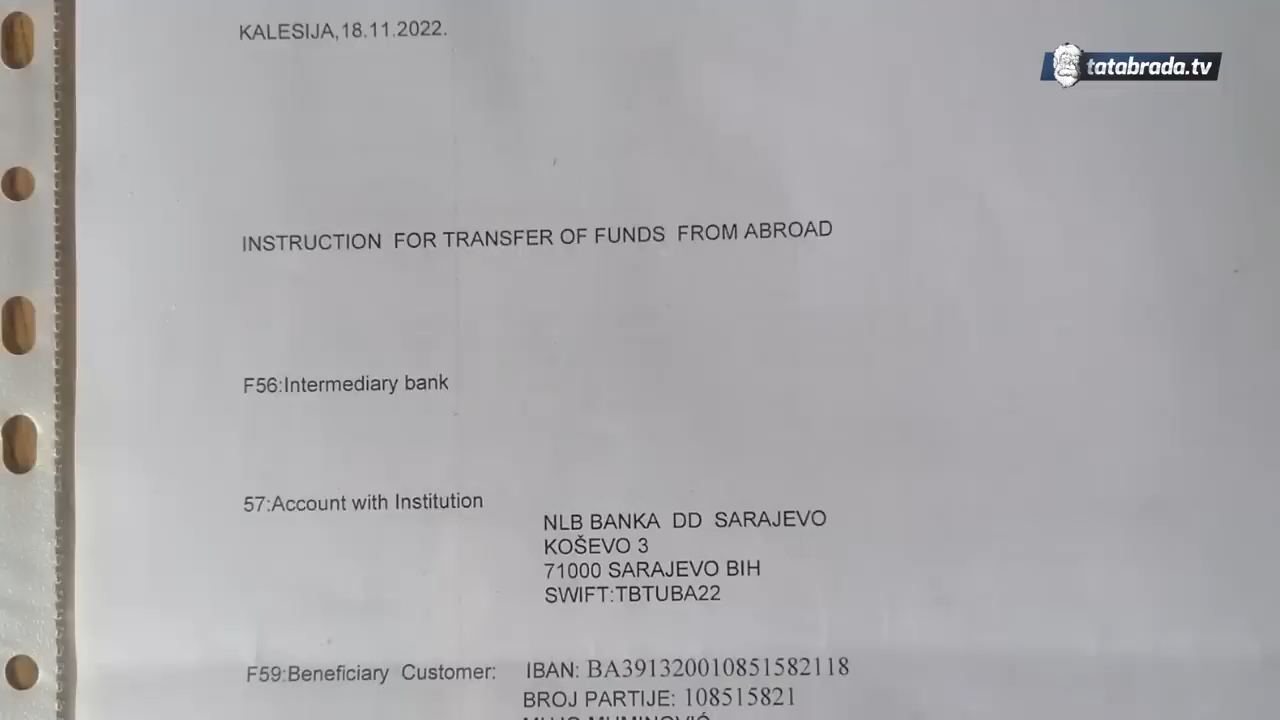 KALESIJA,18.11.2022.
tatabrada.tv
INSTRUCTION FOR TRANSFER OF FUNDS FROM ABROAD
F56:Intermediary bank
57:Account with Institution
NLB BANKA DD SARAJEVO
KOŠEVO 3
71000 SARAJEVO BIH
SWIFT:TBTUBA22
F59:Beneficiary Customer: IBAN: BA391320010851582118
BROJ PARTIJE: 108515821
MUJO MUMINOVIĆ